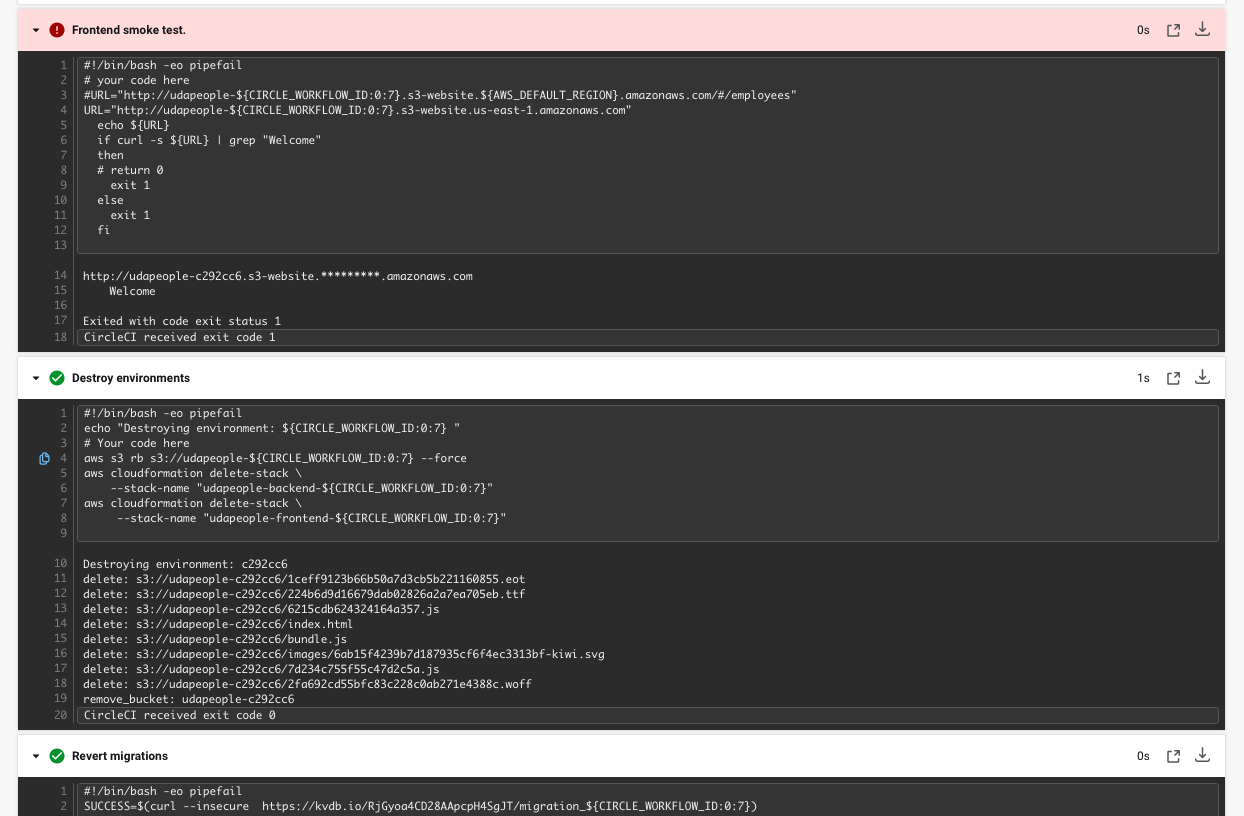 Frontend smoke test.
0s
1 #!/bin/bash -eo pipefail
2 # your code here
3 #URL="http://udapeople-${CIRCLE_WORKFLOW_ID:0:7}.s3-website.${AWS_DEFAULT_REGION}.amazonaws.com/#/employees"
4 URL="http://udapeople-${CIRCLE_WORKFLOW_ID:0:7}.s3-website.us-east-1.amazonaws.com"
5 echo ${URL}
6 if curl -s ${URL} | grep "Welcome"
7 then
8 # return 0
9 exit 1
10 else
11 exit 1
12 fi
13
14 http://udapeople-c292cc6.s3-website.*********.amazonaws.com
15 Welcome
16
17 Exited with code exit status 1
18 CircleCI received exit code 1
Destroy environments
1s
1 #!/bin/bash -eo pipefail
2 echo "Destroying environment: ${CIRCLE_WORKFLOW_ID:0:7} "
3 # Your code here
4 aws s3 rb s3://udapeople-${CIRCLE_WORKFLOW_ID:0:7} --force
5 aws cloudformation delete-stack \
6 --stack-name "udapeople-backend-${CIRCLE_WORKFLOW_ID:0:7}"
7 aws cloudformation delete-stack \
8 --stack-name "udapeople-frontend-${CIRCLE_WORKFLOW_ID:0:7}"
9
10 Destroying environment: c292cc6
11 delete: s3://udapeople-c292cc6/1ceff9123b66b50a7d3cb5b221160855.eot
12 delete: s3://udapeople-c292cc6/224b6d9d16679dab02826a2a7ea705eb.ttf
13 delete: s3://udapeople-c292cc6/6215cdb624324164a357.js
14 delete: s3://udapeople-c292cc6/index.html
15 delete: s3://udapeople-c292cc6/bundle.js
16 delete: s3://udapeople-c292cc6/images/6ab15f4239b7d187935cf6f4ec3313bf-kiwi.svg
17 delete: s3://udapeople-c292cc6/7d234c755f55c47d2c5a.js
18 delete: s3://udapeople-c292cc6/2fa692cd55bfc83c228c0ab271e4388c.woff
19 remove_bucket: udapeople-c292cc6
20 CircleCI received exit code 0
Revert migrations
0s
1 #!/bin/bash -eo pipefail
2 SUCCESS=$(curl --insecure  https://kvdb.io/RjGyoa4CD28AApcpH4SgJT/migration_${CIRCLE_WORKFLOW_ID:0:7})